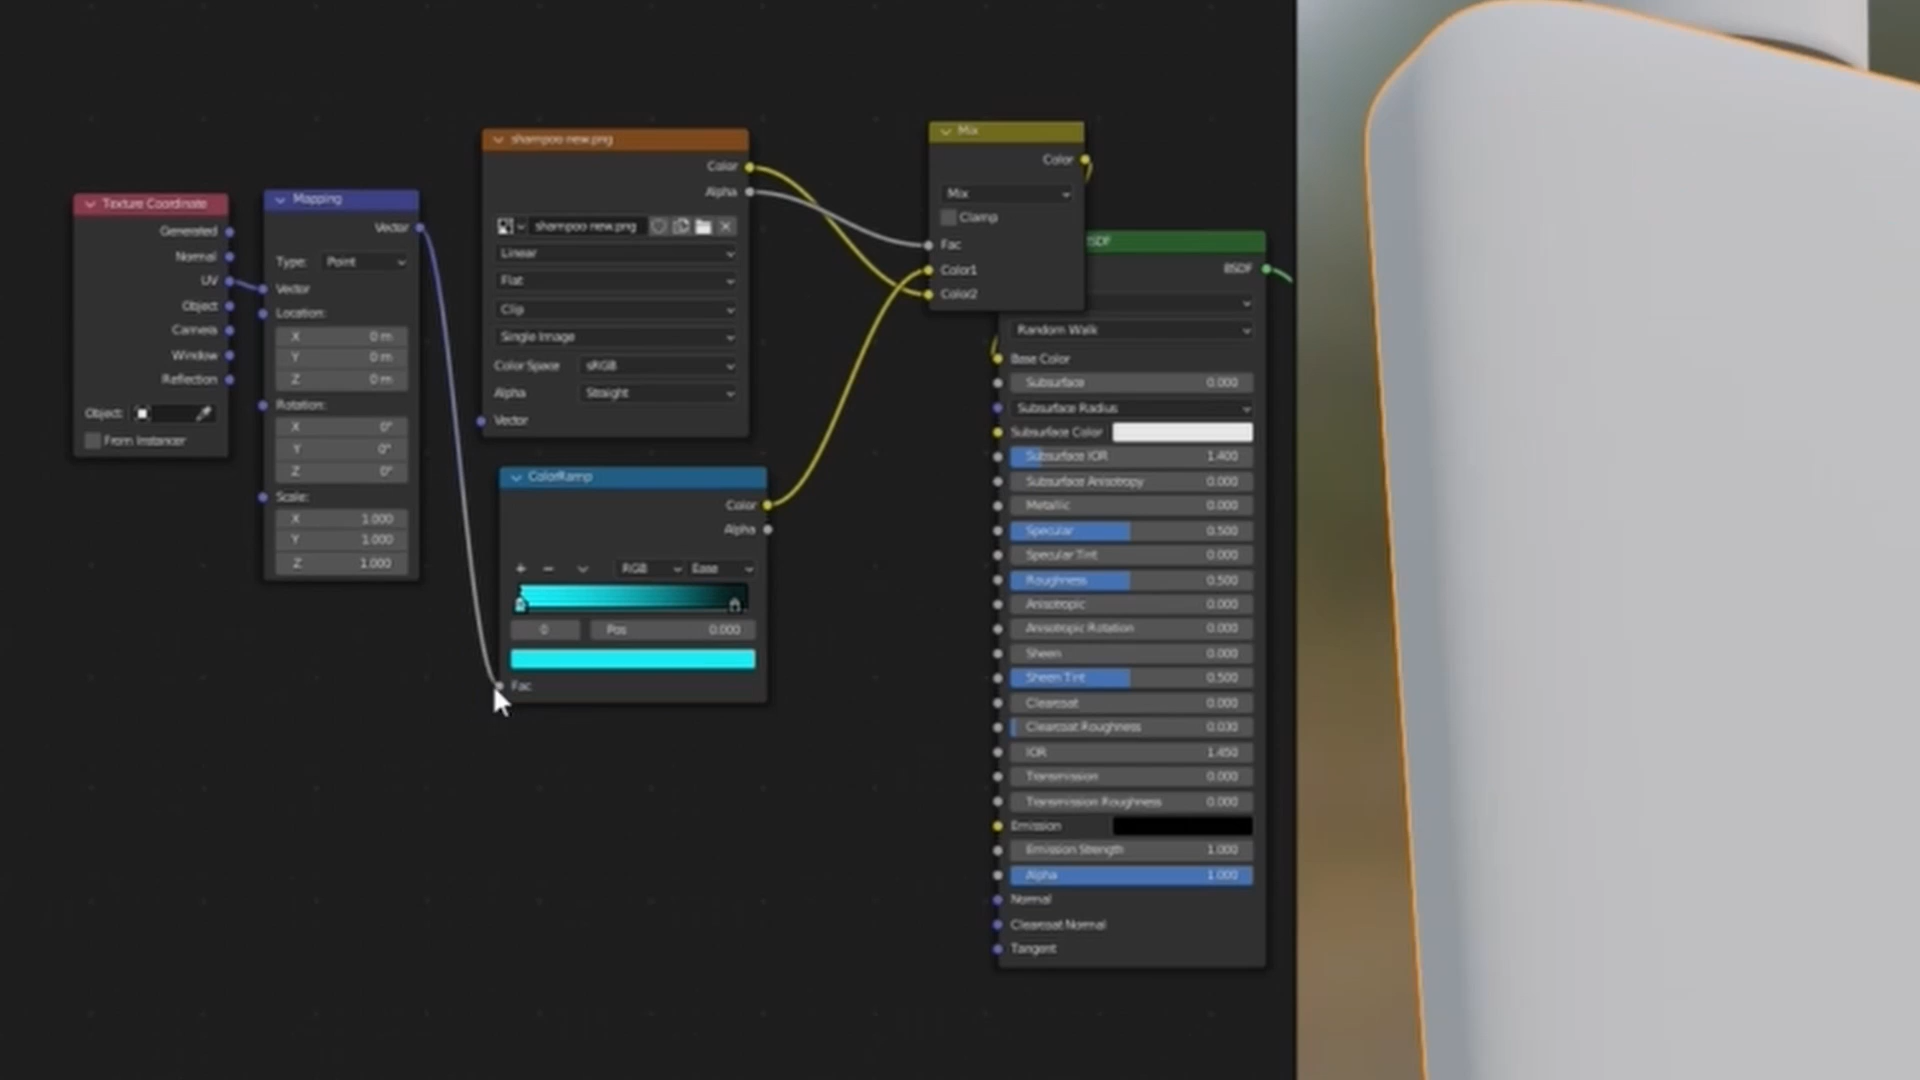 Texture Coordinate
Generated
Normal
UV
Object
Camera
Window
Reflection
Object:
From Instancer
Mapping
Vector
Type: Point
Vector
Location:
X 0 m
Y 0 m
Z 0 m
Rotation:
X 0°
Y 0°
Z 0°
Scale:
X 1.000
Y 1.000
Z 1.000
shampoo new.png
Color
Alpha
shampoo new.png
Linear
Flat
Clip
Single Image
Color Space sRGB
Alpha Straight
Vector
ColorRamp
Color
Alpha
RGB Ease
0 Pos 0.000
Fac
Mix
Color
Mix
Clamp
Fac
Color1
Color2
SDF
BSDF
Random Walk
Base Color
Subsurface 0.000
Subsurface Radius
Subsurface Color
Subsurface IOR 1.400
Subsurface Anisotropy 0.000
Metallic 0.000
Specular 0.500
Specular Tint 0.000
Roughness 0.500
Anisotropic 0.000
Anisotropic Rotation 0.000
Sheen 0.000
Sheen Tint 0.500
Clearcoat 0.000
Clearcoat Roughness 0.030
IOR 1.450
Transmission 0.000
Transmission Roughness 0.000
Emission
Emission Strength 1.000
Alpha 1.000
Normal
Clearcoat Normal
Tangent